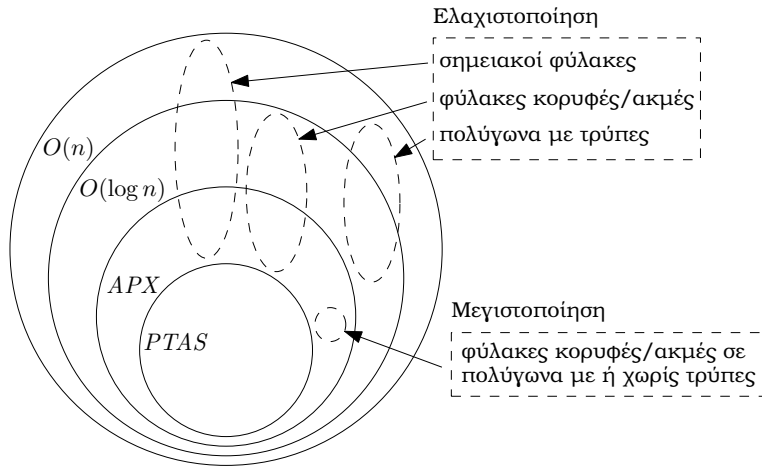 Ελαχιστοποίηση
σημειακοί φύλακες
φύλακες κορυφές/ακμές
πολύγωνα με τρύπες
O(n)
O(log n)
APX
PTAS
Μεγιστοποίηση
φύλακες κορυφές/ακμές σε
πολύγωνα με ή χωρίς τρύπες